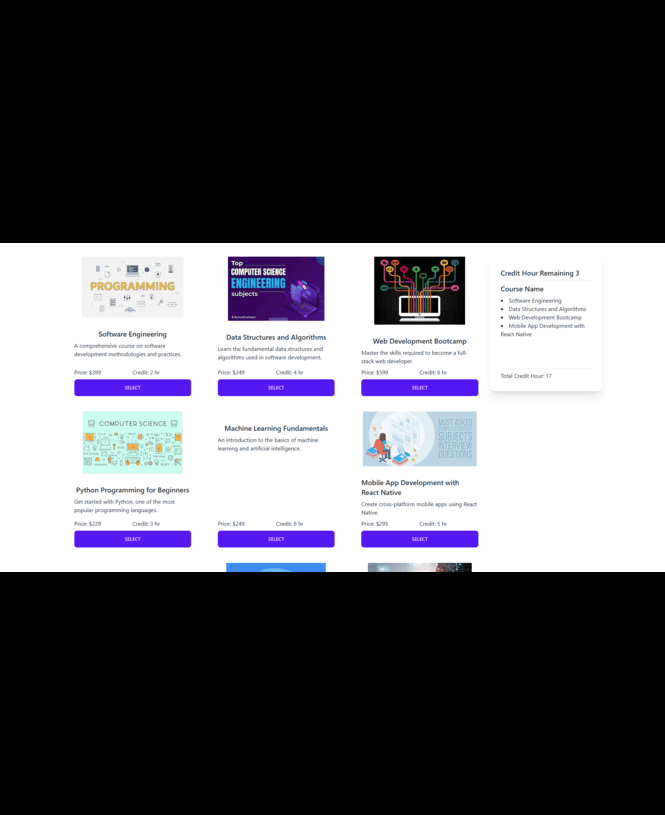 PROGRAMMING
Software Engineering
A comprehensive course on software
development methodologies and practices.
Price: $399 Credit: 2 hr
SELECT
Top
COMPUTER SCIENCE
ENGINEERING
subjects
Data Structures and Algorithms
Learn the fundamental data structures and
algorithms used in software development.
Price: $249 Credit: 4 hr
SELECT
Web Development Bootcamp
Master the skills required to become a full-
stack web developer.
Price: $599 Credit: 6 hr
SELECT
Credit Hour Remaining 3
Course Name
Software Engineering
Data Structures and Algorithms
Web Development Bootcamp
Mobile App Development with
React Native
Total Credit Hour: 17
COMPUTER SCIENCE
Python Programming for Beginners
Get started with Python, one of the most
popular programming languages.
Price: $229 Credit: 3 hr
SELECT
Machine Learning Fundamentals
An introduction to the basics of machine
learning and artificial intelligence.
Price: $249 Credit: 8 hr
SELECT
MOST ASKED
SUBJECTS
INTERVIEW
QUESTIONS
Mobile App Development with
React Native
Create cross-platform mobile apps using React
Native.
Price: $295 Credit: 5 hr
SELECT